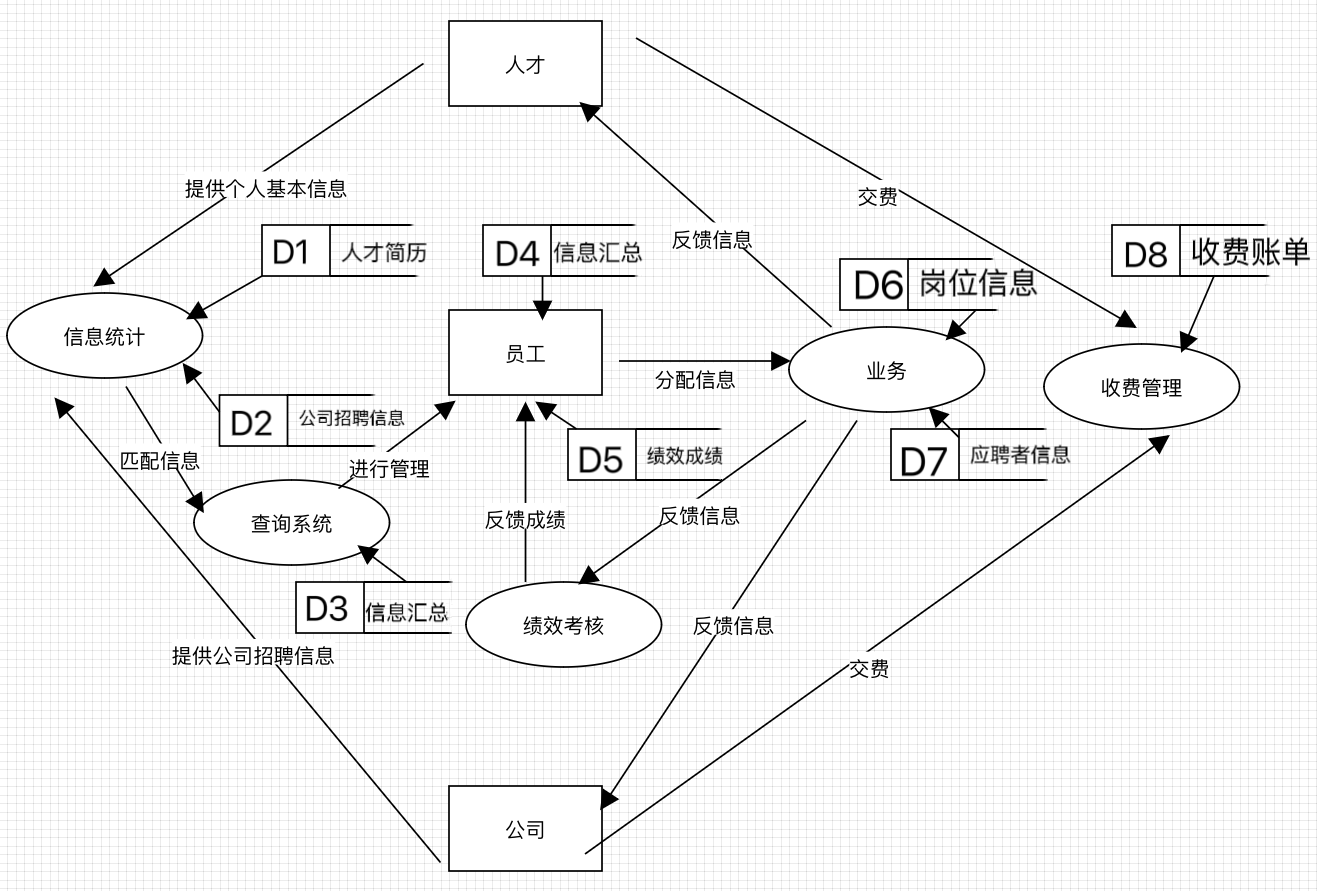 人才
提供个人基本信息
交费
D1 人才简历
D4 信息汇总
反馈信息
D6 岗位信息
D8 收费账单
信息统计
员工
分配信息
业务
收费管理
D2 公司招聘信息
匹配信息
进行管理
D5 绩效成绩
D7 应聘者信息
查询系统
反馈成绩
反馈信息
D3 信息汇总
绩效考核
反馈信息
提供公司招聘信息
交费
公司